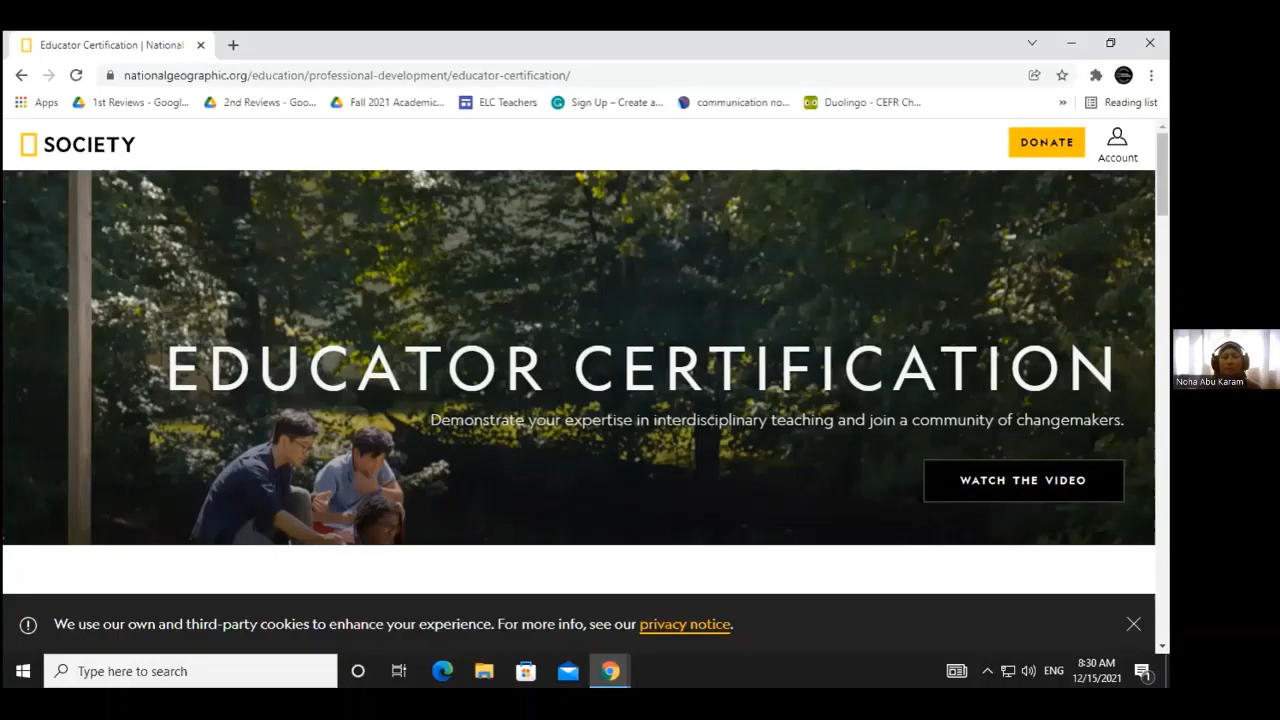 Educator Certification | National
nationalgeographic.org/education/professional-development/educator-certification/
Apps 1st Reviews - Googl... 2nd Reviews - Goo... Fall 2021 Academic... ELC Teachers Sign Up – Create a... communication no... Duolingo - CEFR Ch... » Reading list
SOCIETY
DONATE
Account
EDUCATOR CERTIFICATION
Demonstrate your expertise in interdisciplinary teaching and join a community of changemakers.
WATCH THE VIDEO
Noha Abu Karam
We use our own and third-party cookies to enhance your experience. For more info, see our privacy notice.
Type here to search
ENG
8:30 AM
12/15/2021
1